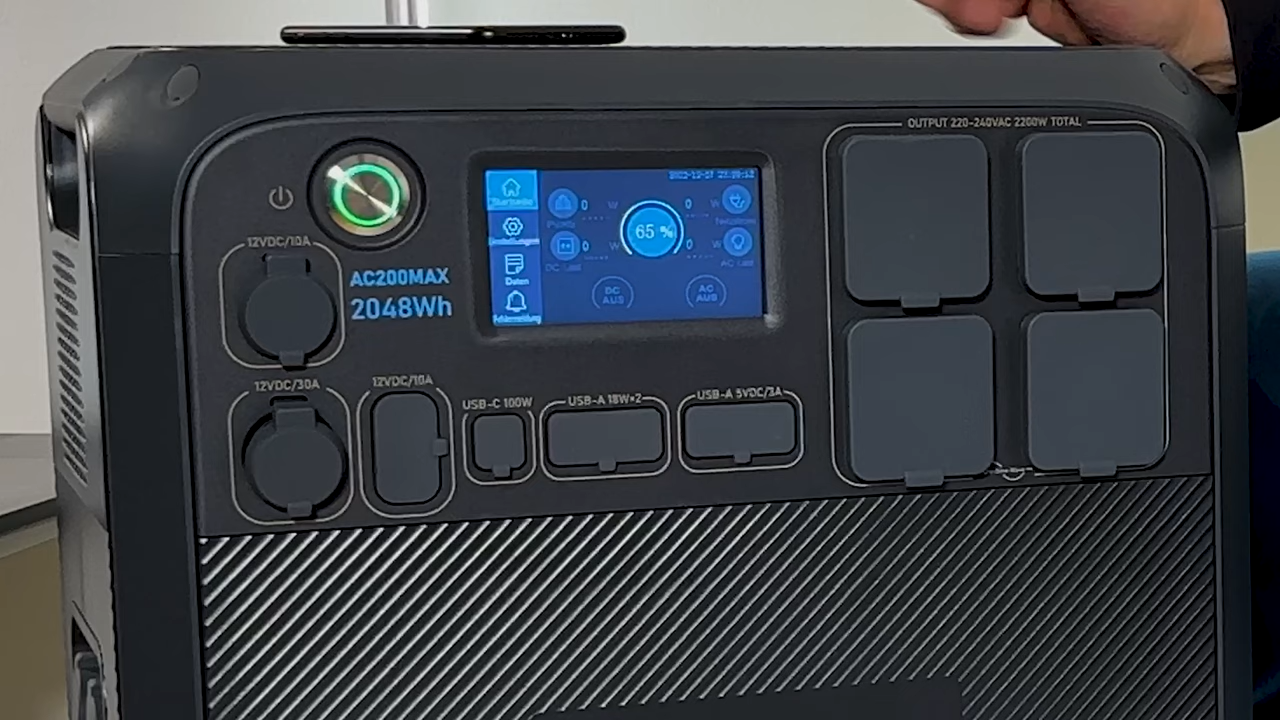 OUTPUT 220-240VAC 2200W TOTAL
12VDC/10A
AC200MAX
2048Wh
Startseite
Einstellungen
Daten
Fehlermeldung
0 W
0 W
65 %
0 W
0 W
DC Last
AC Last
DC
AUS
AC
AUS
12VDC/30A
12VDC/10A
USB-C 100W
USB-A 18W×2
USB-A 5VDC/3A